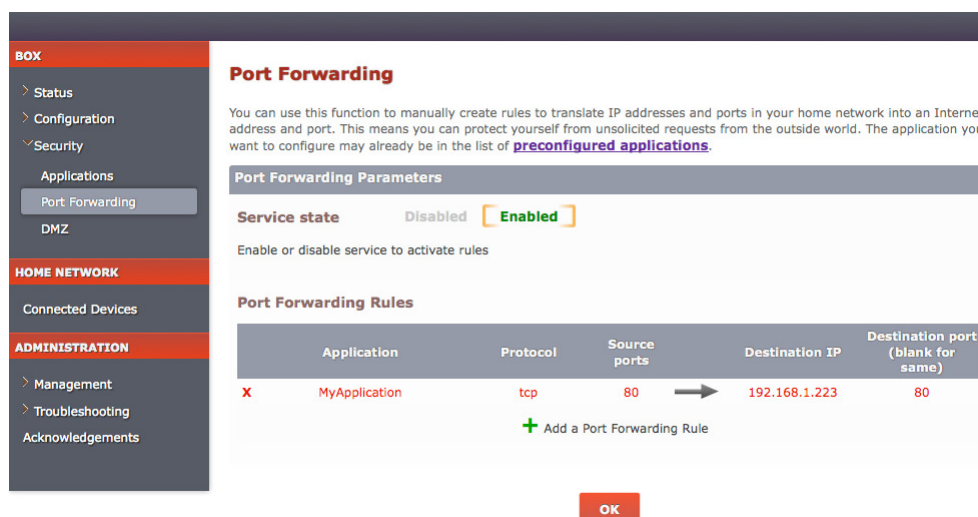 BOX
Status
Configuration
Security
Applications
Port Forwarding
DMZ
HOME NETWORK
Connected Devices
ADMINISTRATION
Management
Troubleshooting
Acknowledgements
Port Forwarding
You can use this function to manually create rules to translate IP addresses and ports in your home network into an Interne
address and port. This means you can protect yourself from unsolicited requests from the outside world. The application you
want to configure may already be in the list of preconfigured applications.
Port Forwarding Parameters
Service state Disabled Enabled
Enable or disable service to activate rules
Port Forwarding Rules
Application Protocol Source ports Destination IP Destination port (blank for same)
X MyApplication tcp 80 192.168.1.223 80
+ Add a Port Forwarding Rule
OK